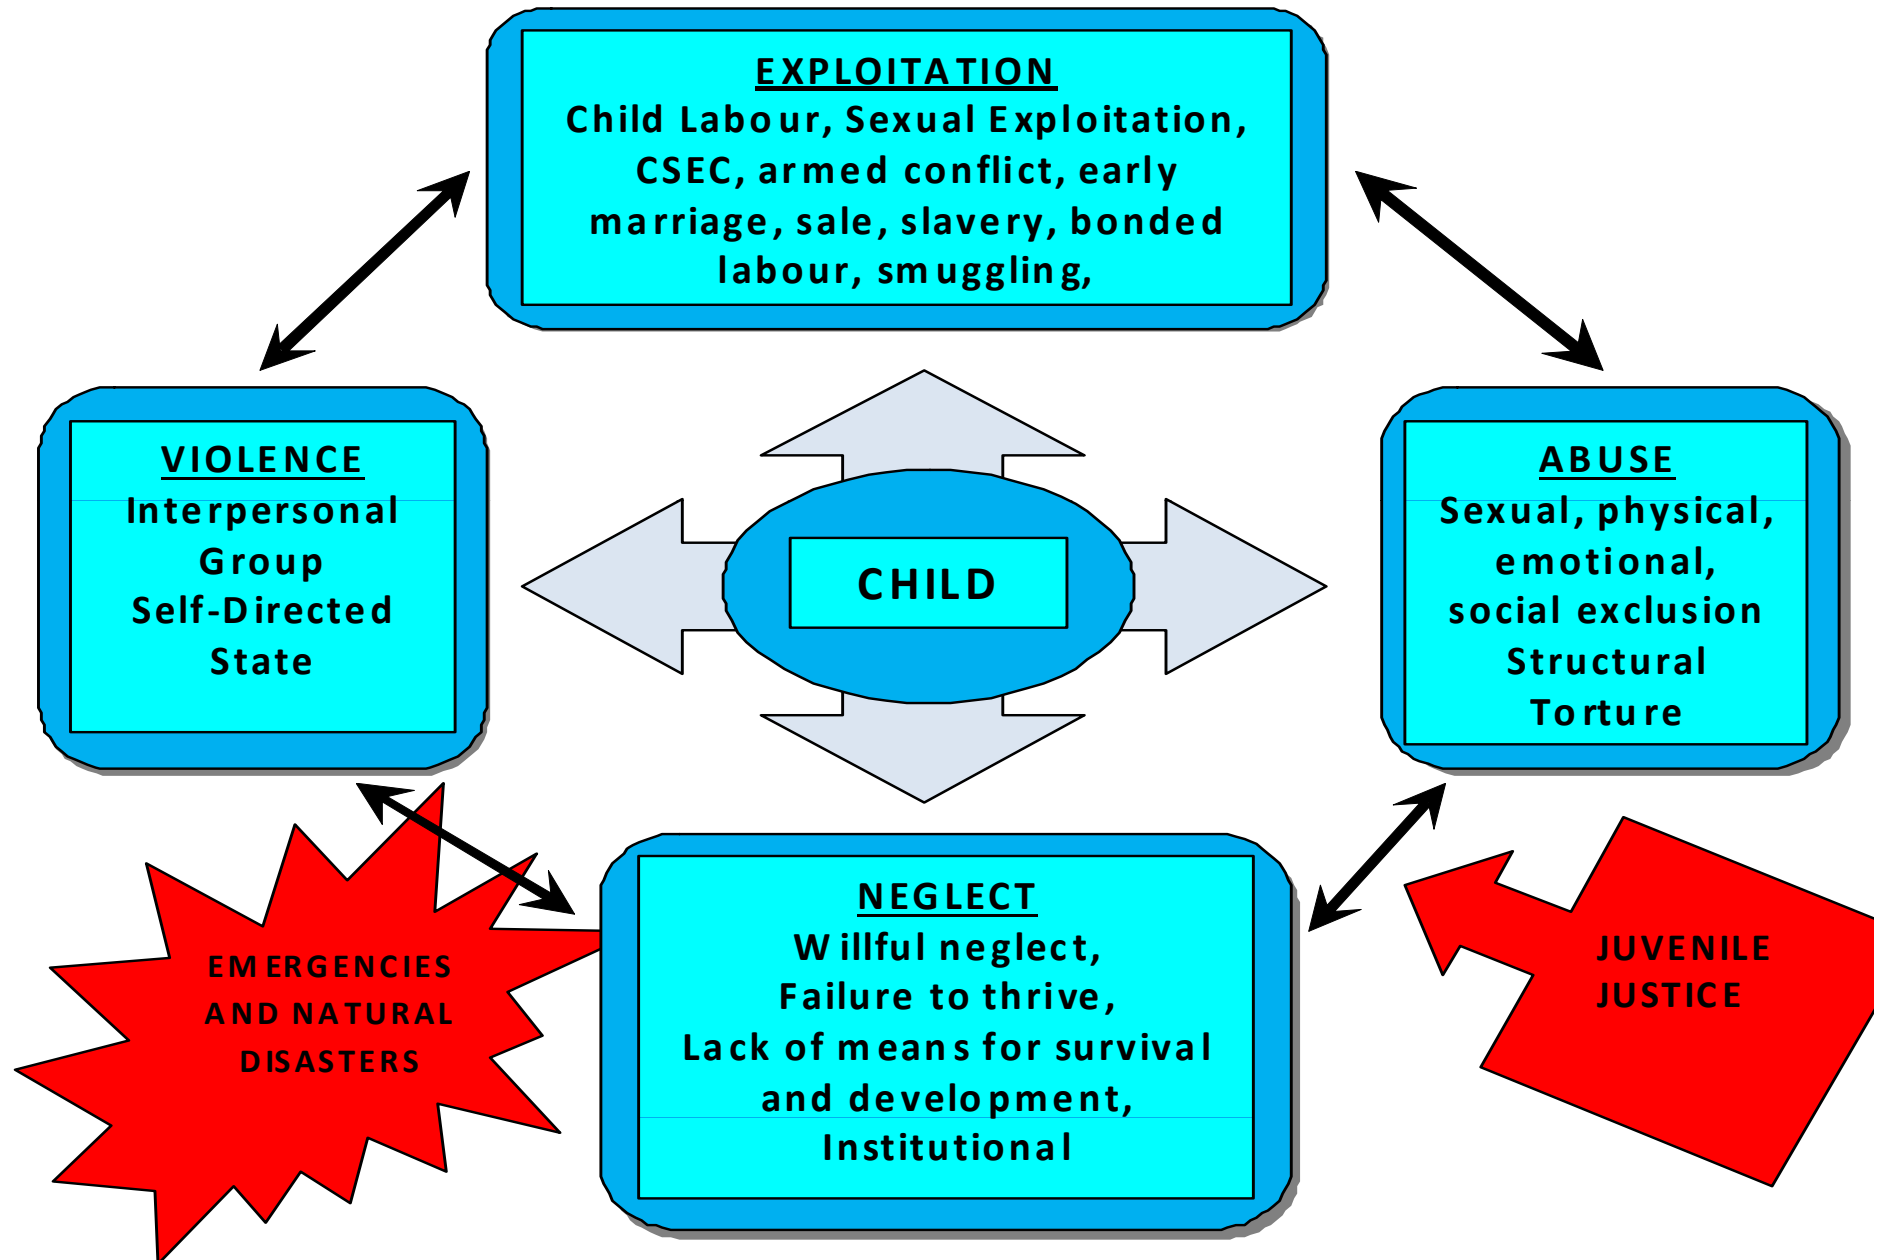 EXPLOITATION
Child Labour, Sexual Exploitation,
CSEC, armed conflict, early
marriage, sale, slavery, bonded
labour, smuggling,
VIOLENCE
Interpersonal
Group
Self-Directed
State
CHILD
ABUSE
Sexual, physical,
emotional,
social exclusion
Structural
Torture
EMERGENCIES
AND NATURAL
DISASTERS
NEGLECT
Willful neglect,
Failure to thrive,
Lack of means for survival
and development,
Institutional
JUVENILE
JUSTICE